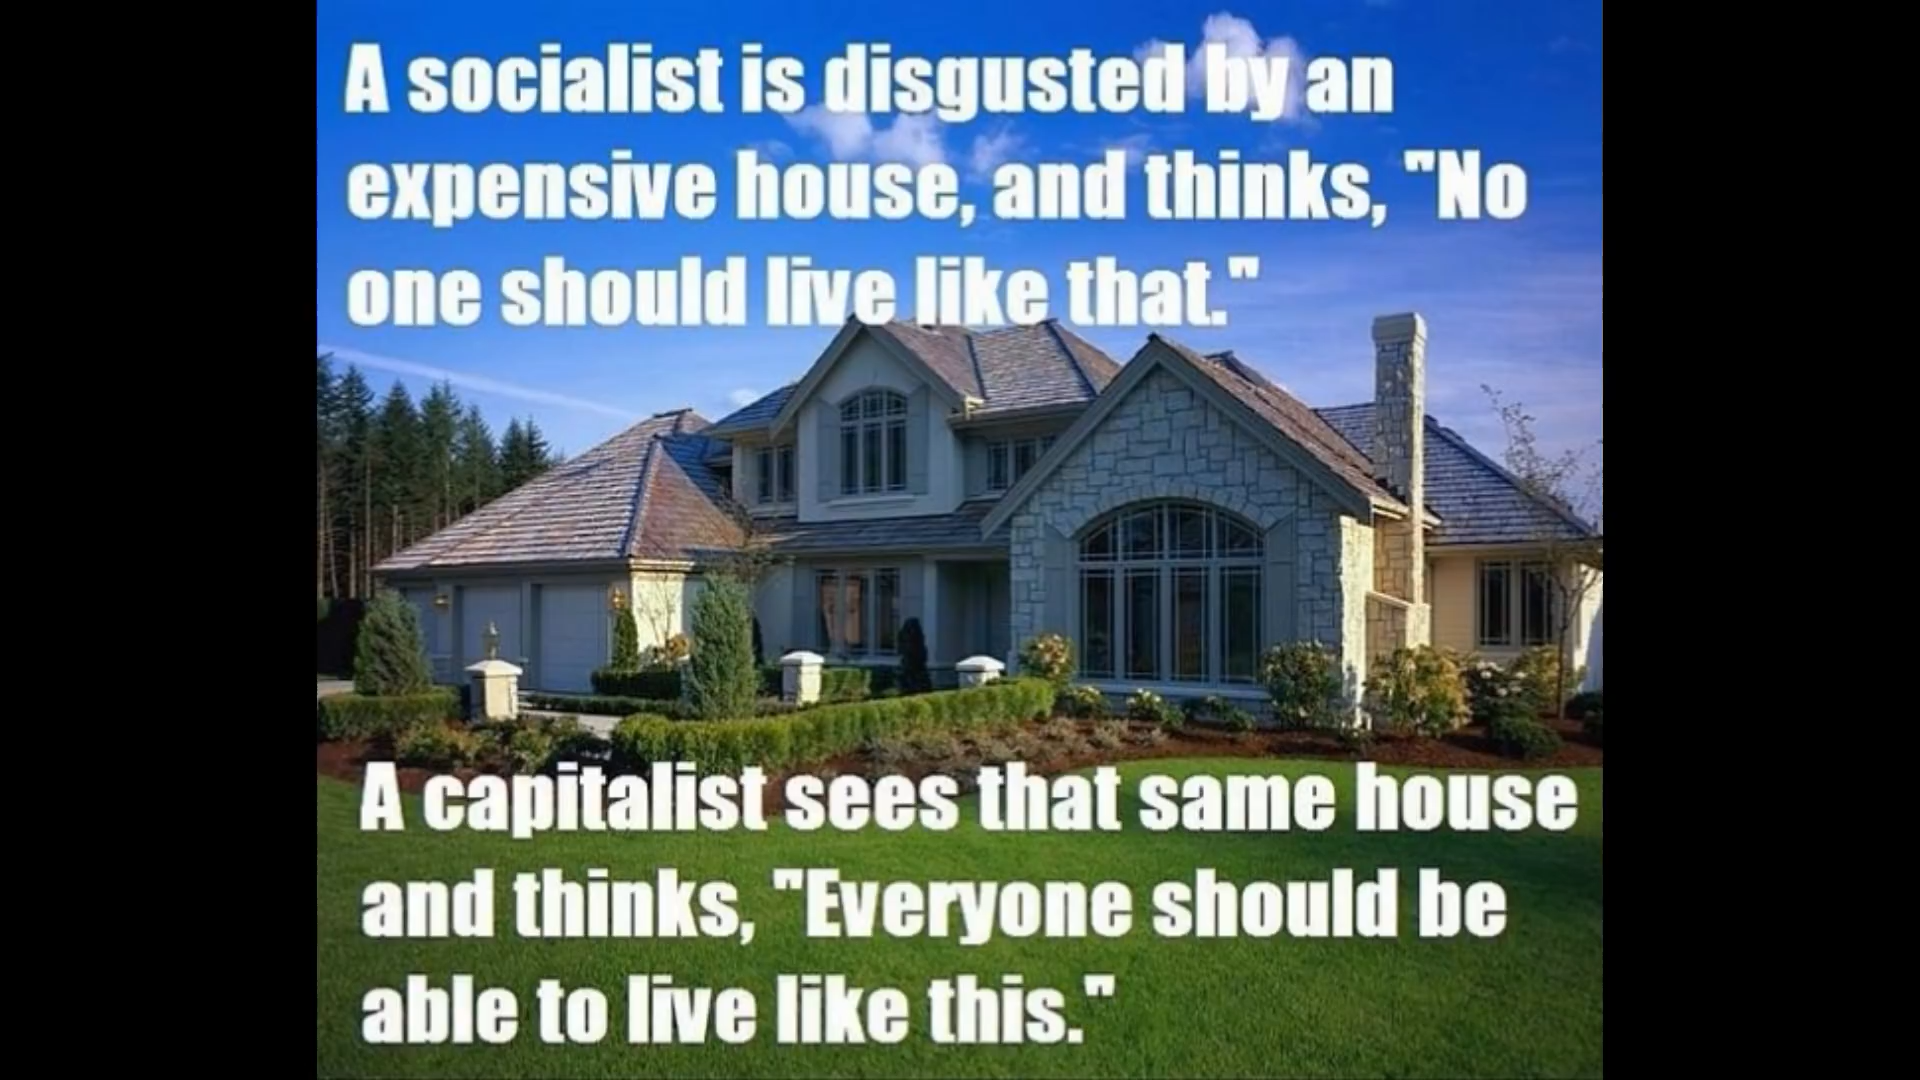 A socialist is disgusted by an
expensive house, and thinks, "No
one should live like that."
A capitalist sees that same house
and thinks, "Everyone should be
able to live like this."